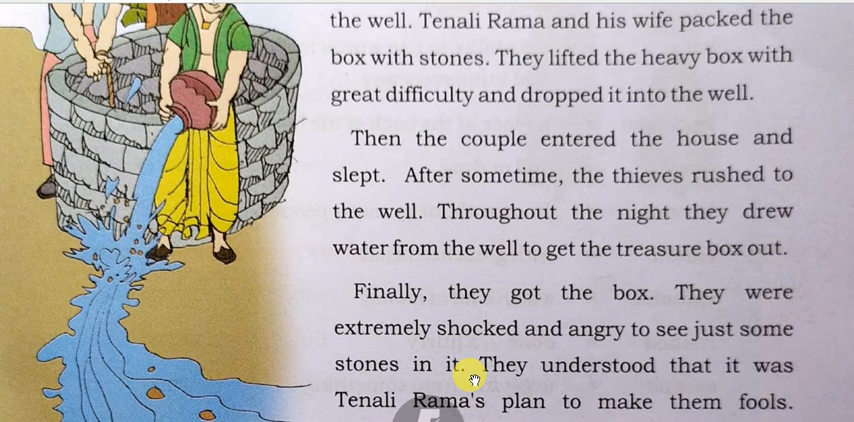 the well. Tenali Rama and his wife packed the
box with stones. They lifted the heavy box with
great difficulty and dropped it into the well.
Then the couple entered the house and
slept. After sometime, the thieves rushed to
the well. Throughout the night they drew
water from the well to get the treasure box out.
Finally, they got the box. They were
extremely shocked and angry to see just some
stones in it. They understood that it was
Tenali Rama's plan to make them fools.